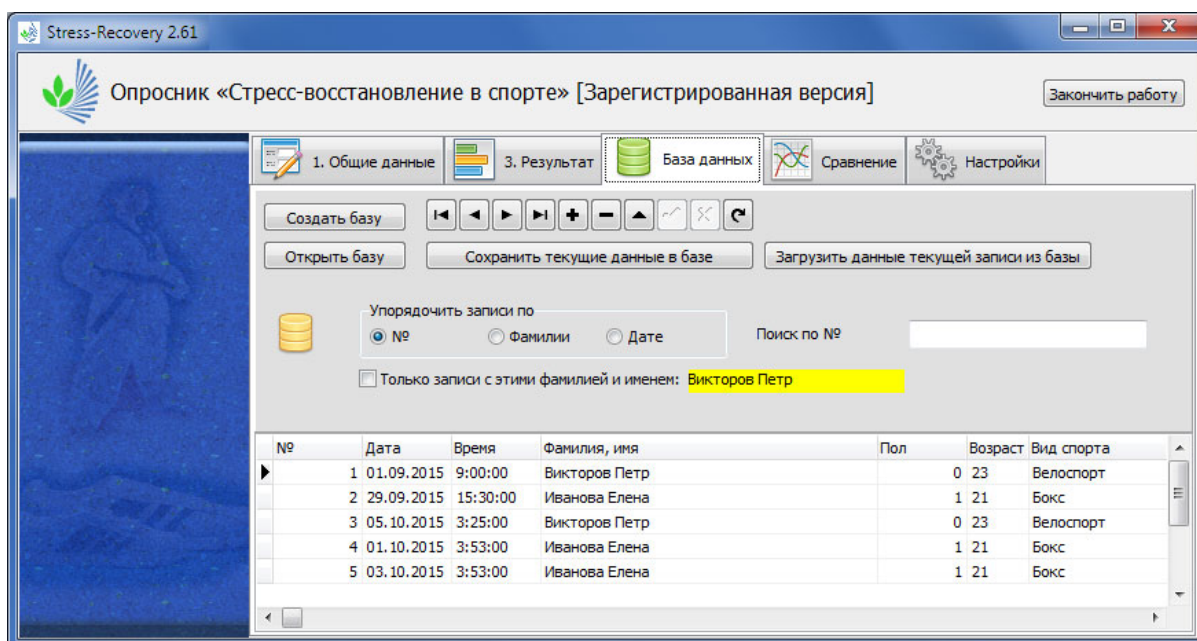 Stress-Recovery 2.61
Опросник «Стресс-восстановление в спорте» [Зарегистрированная версия]
Закончить работу
1. Общие данные 3. Результат База данных Сравнение Настройки
Создать базу
Открыть базу Сохранить текущие данные в базе Загрузить данные текущей записи из базы
Упорядочить записи по
№ Фамилии Дате Поиск по №
Только записи с этими фамилией и именем: Викторов Петр
№ Дата Время Фамилия, имя Пол Возраст Вид спорта
1 01.09.2015 9:00:00 Викторов Петр 0 23 Велоспорт
2 29.09.2015 15:30:00 Иванова Елена 1 21 Бокс
3 05.10.2015 3:25:00 Викторов Петр 0 23 Велоспорт
4 01.10.2015 3:53:00 Иванова Елена 1 21 Бокс
5 03.10.2015 3:53:00 Иванова Елена 1 21 Бокс